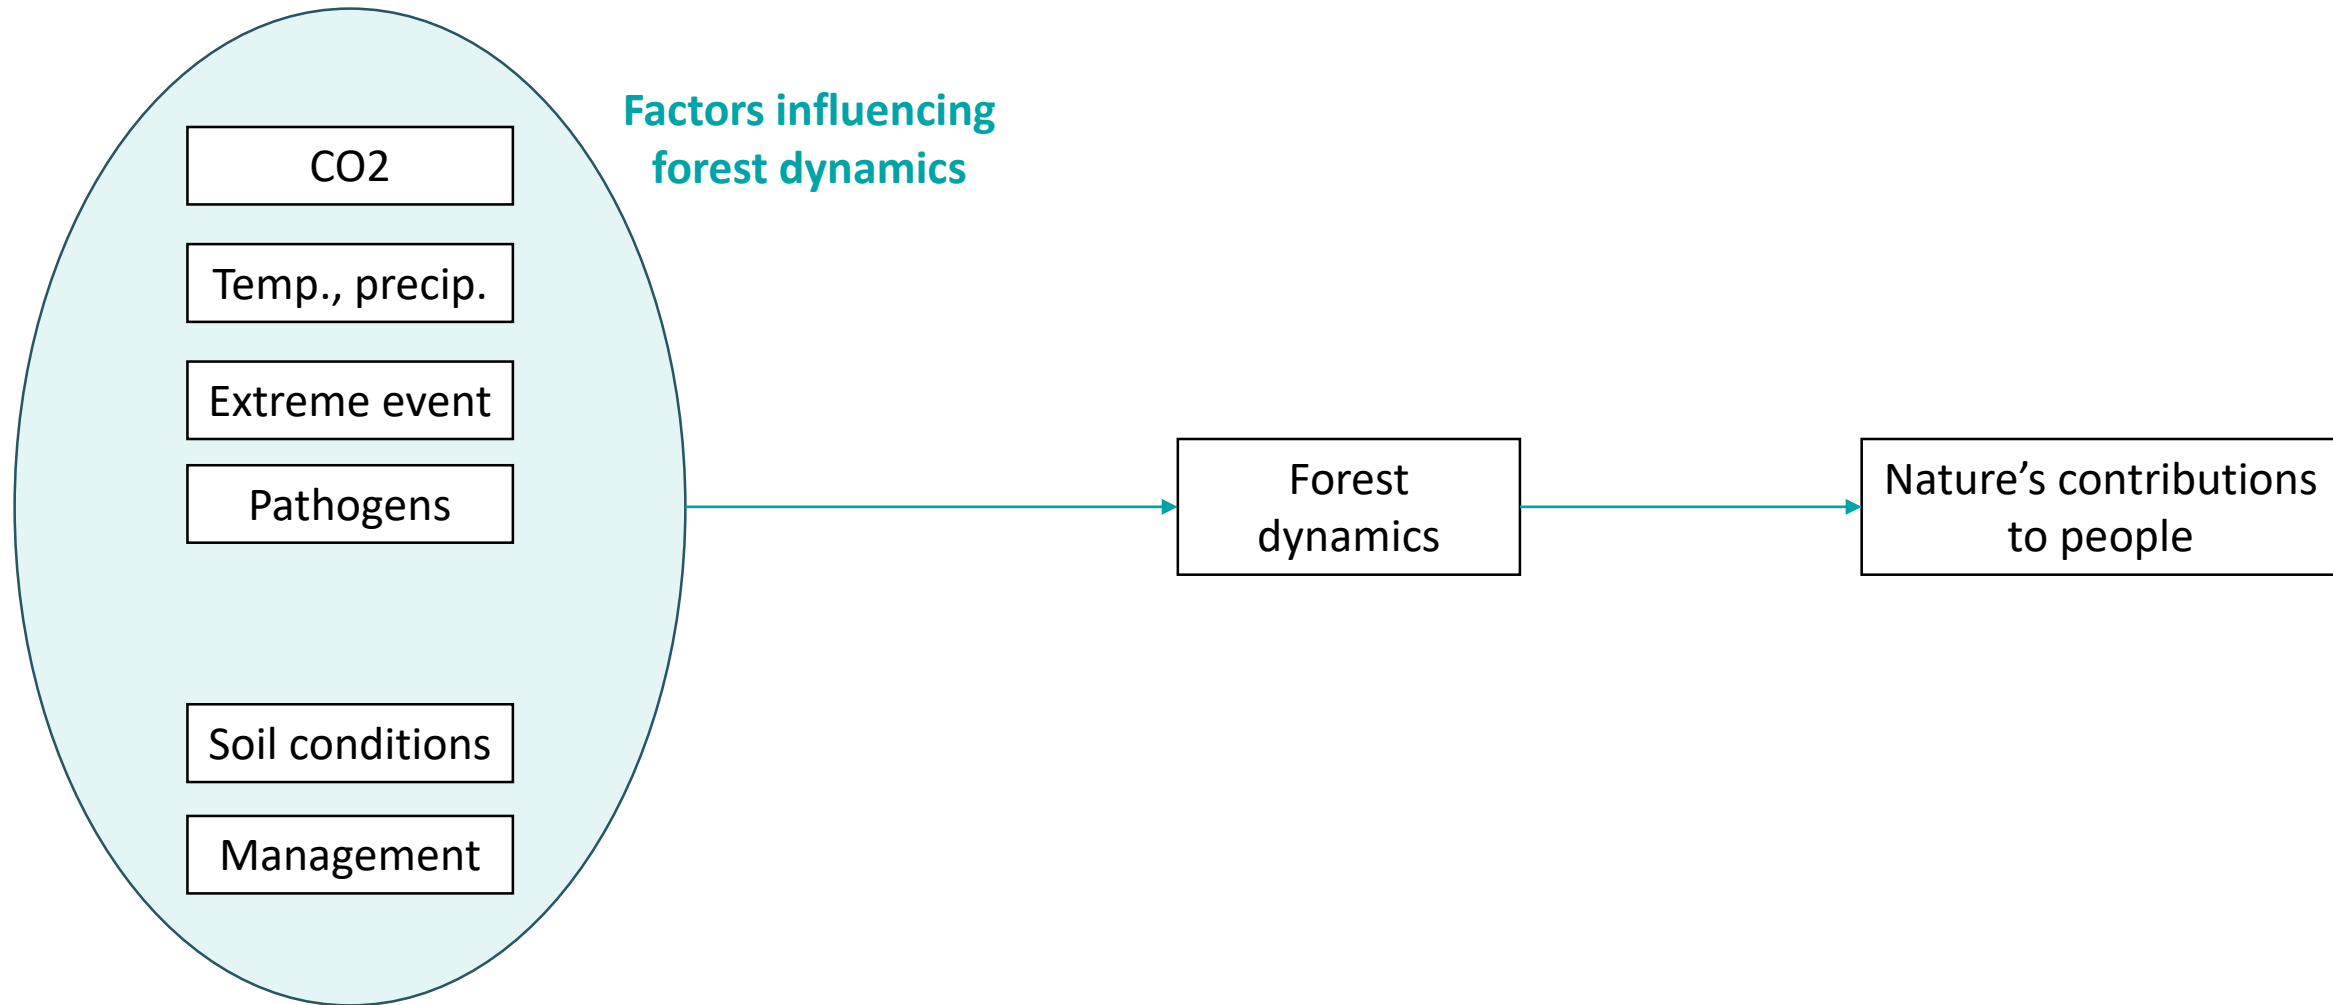 Factors influencing
forest dynamics
CO2
Temp., precip.
Extreme event
Pathogens
Soil conditions
Management
Forest
dynamics
Nature’s contributions
to people